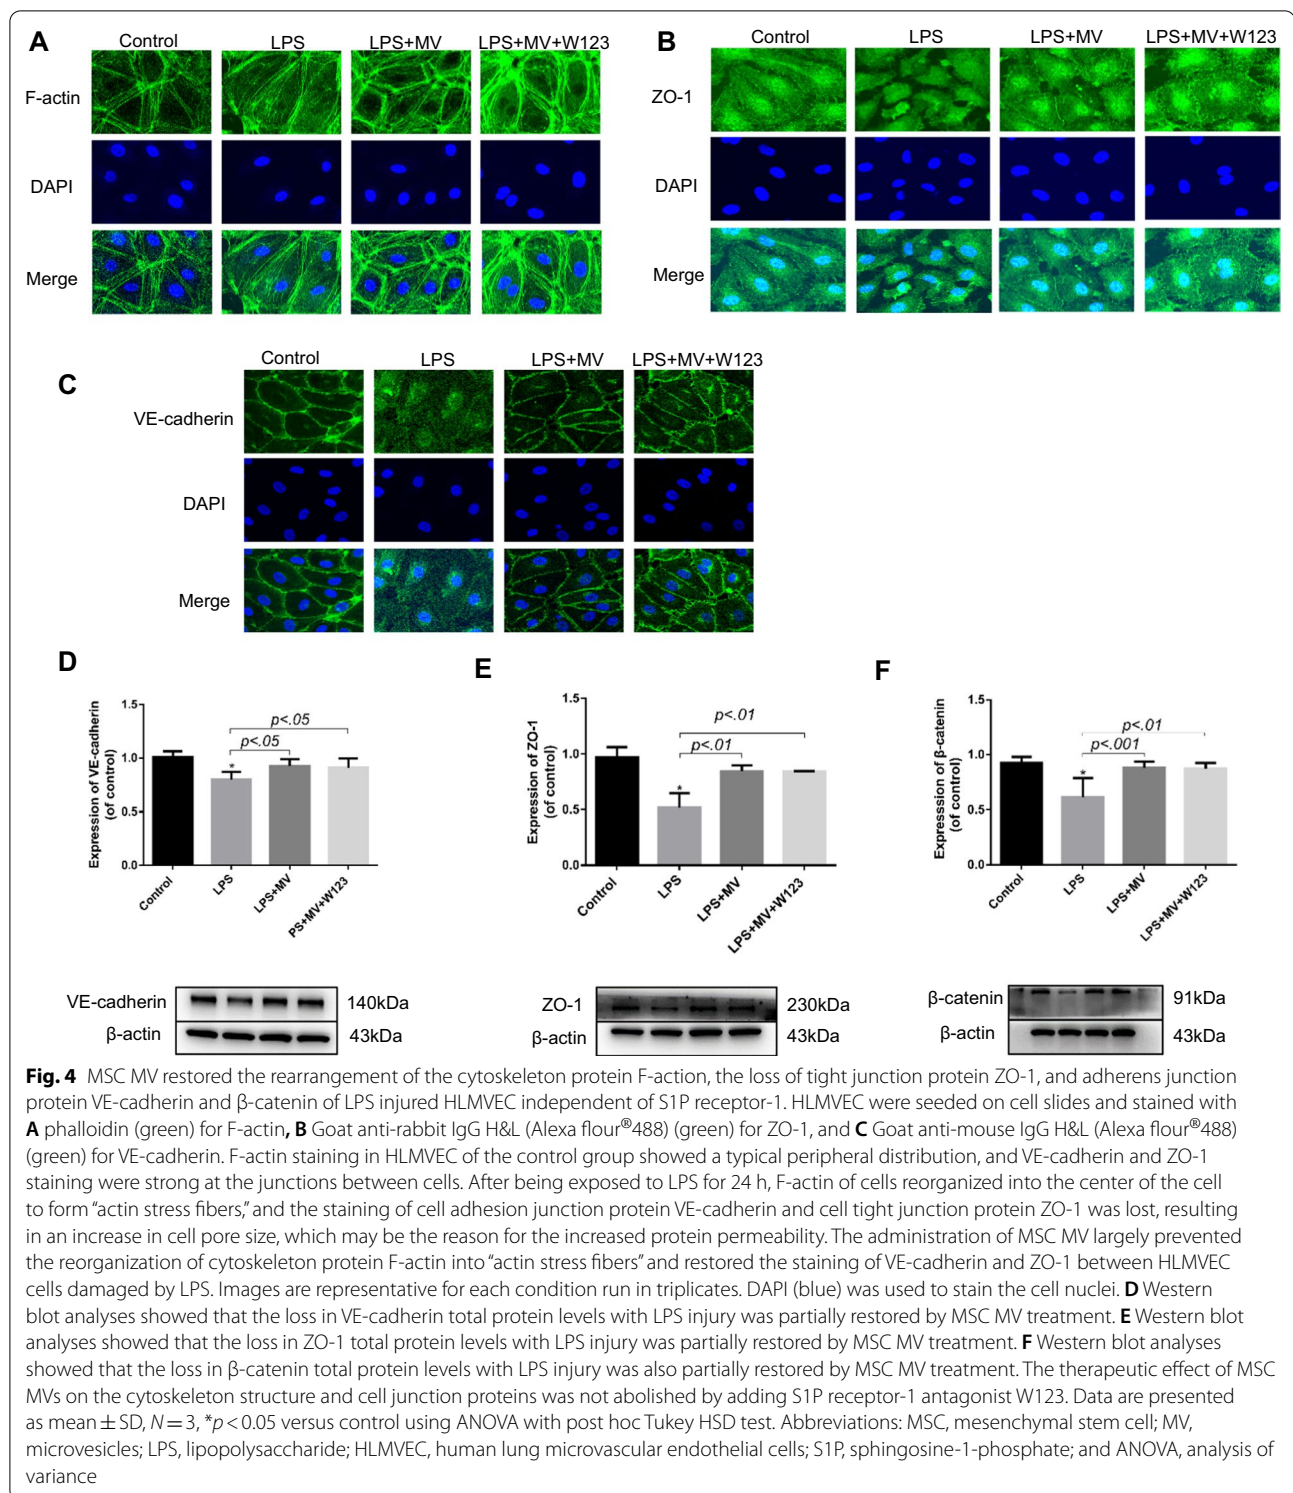 A
Control
LPS
LPS+MV
LPS+MV+W123
F-actin
DAPI
Merge
B
Control
LPS
LPS+MV
LPS+MV+W123
ZO-1
DAPI
Merge
C
Control
LPS
LPS+MV
LPS+MV+W123
VE-cadherin
DAPI
Merge
D
Expression of VE-cadherin
(of control)
1.5
1.0
0.5
0.0
p<.05
p<.05
*
Control
LPS
LPS+MV
PS+MV+W123
VE-cadherin
140kDa
β-actin
43kDa
E
Expression of ZO-1
(of control)
1.5
1.0
0.5
0.0
p<.01
p<.01
*
Control
LPS
LPS+MV
LPS+MV+W123
ZO-1
230kDa
β-actin
43kDa
F
Expresssion of β-catenin
(of control)
1.5
1.0
0.5
0.0
p<.01
p<.001
*
Control
LPS
LPS+MV
LPS+MV+W123
β-catenin
91kDa
β-actin
43kDa
Fig. 4 MSC MV restored the rearrangement of the cytoskeleton protein F-action, the loss of tight junction protein ZO-1, and adherens junction
protein VE-cadherin and β-catenin of LPS injured HLMVEC independent of S1P receptor-1. HLMVEC were seeded on cell slides and stained with
A phalloidin (green) for F-actin, B Goat anti-rabbit IgG H&L (Alexa flour®488) (green) for ZO-1, and C Goat anti-mouse IgG H&L (Alexa flour®488)
(green) for VE-cadherin. F-actin staining in HLMVEC of the control group showed a typical peripheral distribution, and VE-cadherin and ZO-1
staining were strong at the junctions between cells. After being exposed to LPS for 24 h, F-actin of cells reorganized into the center of the cell
to form “actin stress fibers,” and the staining of cell adhesion junction protein VE-cadherin and cell tight junction protein ZO-1 was lost, resulting
in an increase in cell pore size, which may be the reason for the increased protein permeability. The administration of MSC MV largely prevented
the reorganization of cytoskeleton protein F-actin into “actin stress fibers” and restored the staining of VE-cadherin and ZO-1 between HLMVEC
cells damaged by LPS. Images are representative for each condition run in triplicates. DAPI (blue) was used to stain the cell nuclei. D Western
blot analyses showed that the loss in VE-cadherin total protein levels with LPS injury was partially restored by MSC MV treatment. E Western blot
analyses showed that the loss in ZO-1 total protein levels with LPS injury was partially restored by MSC MV treatment. F Western blot analyses
showed that the loss in β-catenin total protein levels with LPS injury was also partially restored by MSC MV treatment. The therapeutic effect of MSC
MVs on the cytoskeleton structure and cell junction proteins was not abolished by adding S1P receptor-1 antagonist W123. Data are presented
as mean ± SD, N = 3, *p < 0.05 versus control using ANOVA with post hoc Tukey HSD test. Abbreviations: MSC, mesenchymal stem cell; MV,
microvesicles; LPS, lipopolysaccharide; HLMVEC, human lung microvascular endothelial cells; S1P, sphingosine-1-phosphate; and ANOVA, analysis of
variance